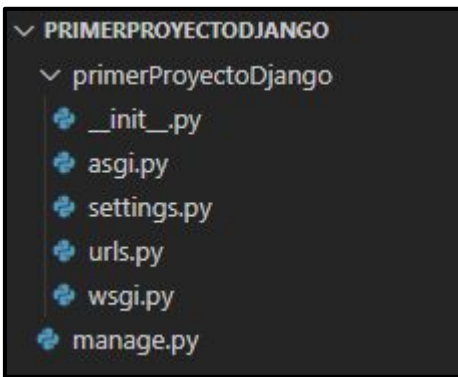 PRIMERPROYECTODJANGO
primerProyectoDjango
__init__.py
asgi.py
settings.py
urls.py
wsgi.py
manage.py